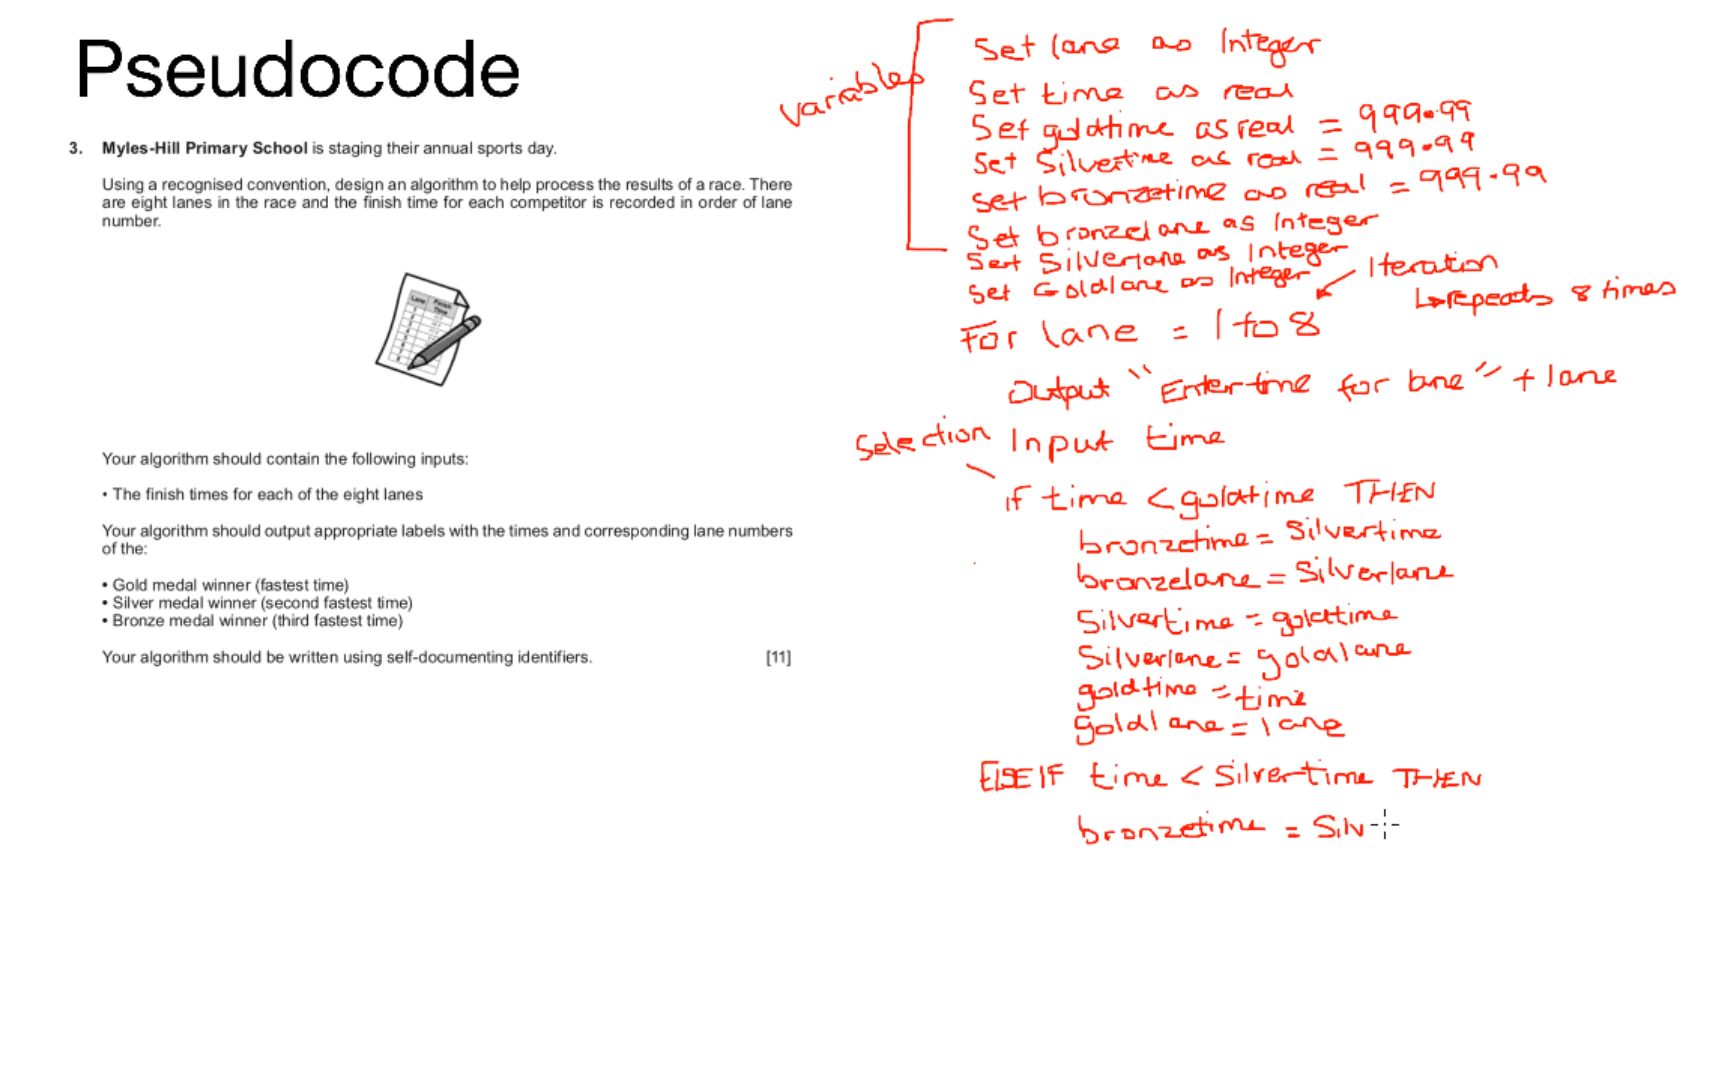 Pseudocode
3. Myles-Hill Primary School is staging their annual sports day.
Using a recognised convention, design an algorithm to help process the results of a race. There
are eight lanes in the race and the finish time for each competitor is recorded in order of lane
number.
Lane Finish Time
Your algorithm should contain the following inputs:
• The finish times for each of the eight lanes
Your algorithm should output appropriate labels with the times and corresponding lane numbers
of the:
• Gold medal winner (fastest time)
• Silver medal winner (second fastest time)
• Bronze medal winner (third fastest time)
Your algorithm should be written using self-documenting identifiers. [11]
Variables
Set lane as Integer
Set time as real
Set goldtime as real = 999.99
Set Silvertime as real = 999.99
Set bronzetime as real = 999.99
Set bronzelane as Integer
Set Silverlane as Integer
Set Goldlane as Integer
Iteration
↳repeats 8 times
For lane = 1 to 8
Output "Enter time for lane" + lane
Selection
Input time
if time < goldtime THEN
bronzetime = Silvertime
bronzelane = Silverlane
Silvertime = goldtime
Silverlane = goldlane
goldtime = time
goldlane = lane
ELSEIF time < Silvertime THEN
bronzetime = Silv